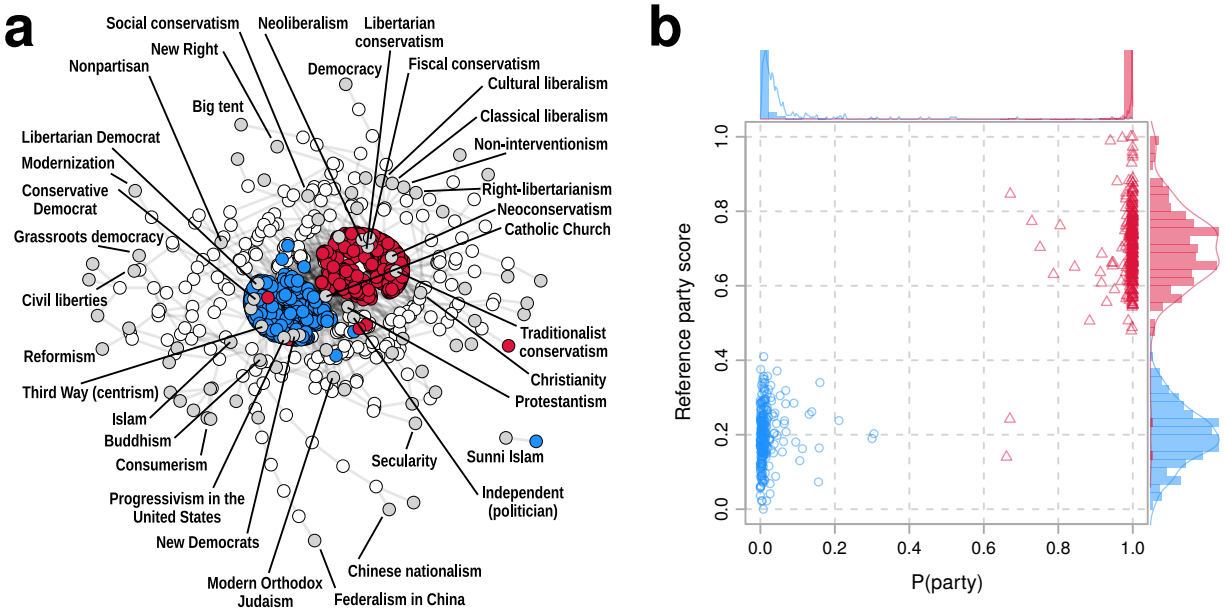 a
Social conservatism
Neoliberalism
Libertarian
conservatism
New Right
Nonpartisan
Democracy
Fiscal conservatism
Cultural liberalism
Big tent
Classical liberalism
Libertarian Democrat
Non-interventionism
Modernization
Conservative
Democrat
Right-libertarianism
Neoconservatism
Catholic Church
Grassroots democracy
Civil liberties
Traditionalist
conservatism
Reformism
Christianity
Third Way (centrism)
Protestantism
Islam
Buddhism
Consumerism
Secularity
Sunni Islam
Progressivism in the
United States
Independent
(politician)
New Democrats
Modern Orthodox
Judaism
Chinese nationalism
Federalism in China
b
Reference party score
1.0
0.8
0.6
0.4
0.2
0.0
0.0 0.2 0.4 0.6 0.8 1.0
P(party)